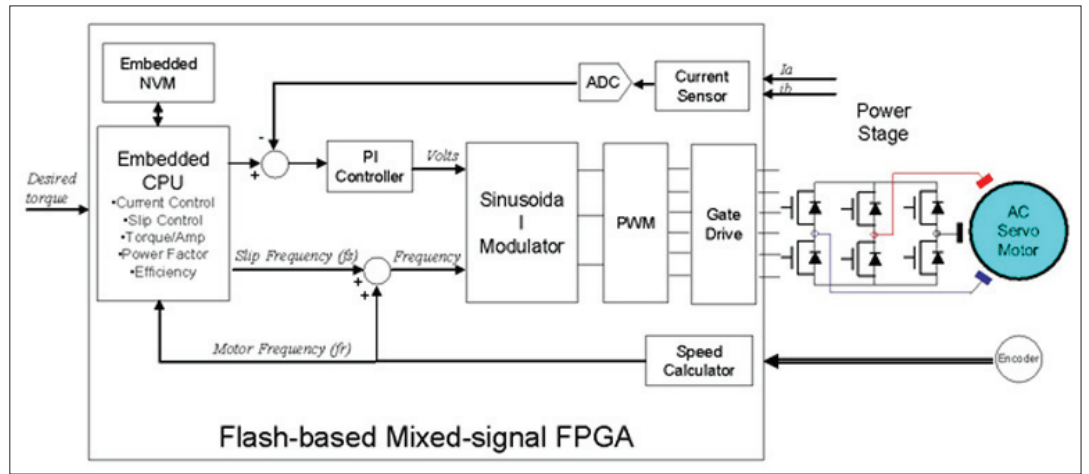 Embedded
NVM
ADC
Current
Sensor
Ia
ib
Power
Stage
Desired
torque
Embedded
CPU
•Current Control
•Slip Control
•Torque/Amp
•Power Factor
•Efficiency
-
+
PI
Controller
Volts
Sinusoida
l
Modulator
PWM
Gate
Drive
AC
Servo
Motor
Slip Frequency (fs)
+
+
Frequency
Motor Frequency (fr)
Speed
Calculator
Encoder
Flash-based Mixed-signal FPGA